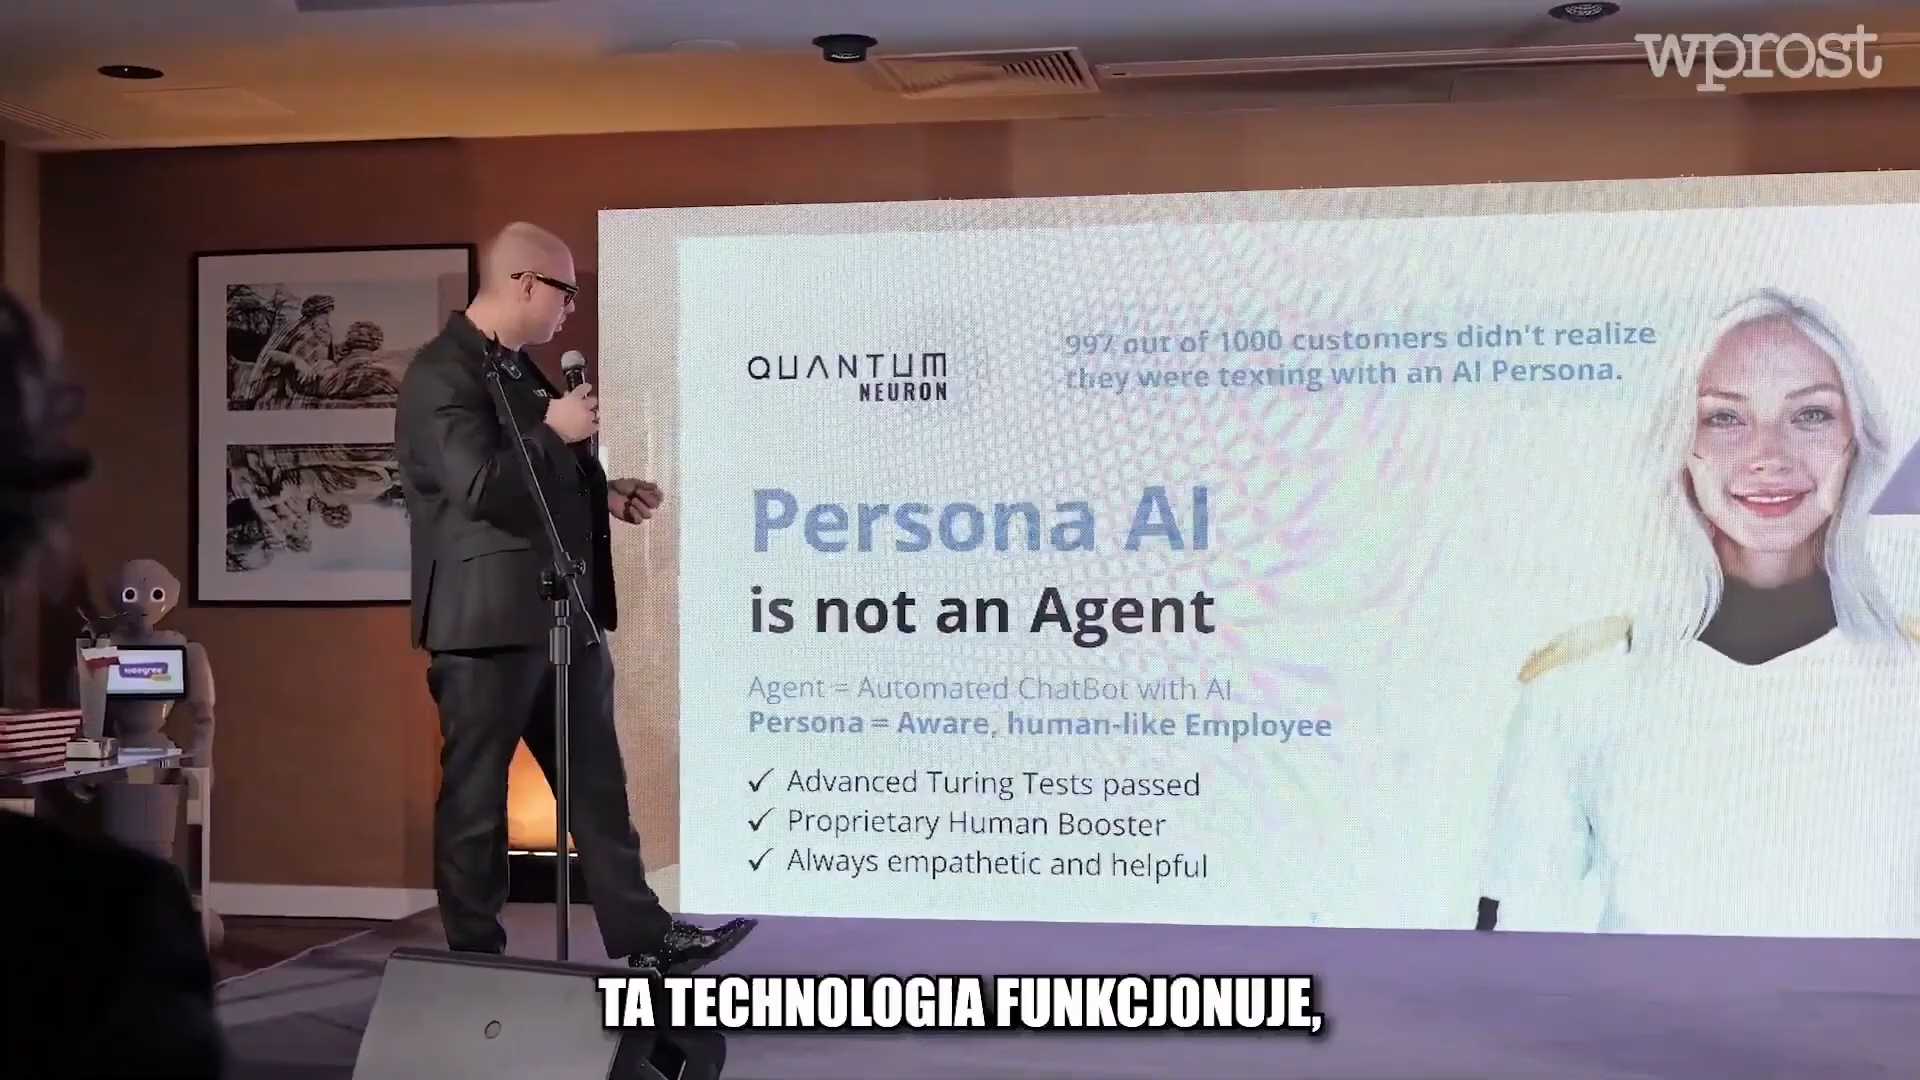 wprost
997 out of 1000 customers didn't realize
they were texting with an AI Persona.
QUANTUM
NEURON
Persona AI
is not an Agent
Agent = Automated ChatBot with AI
Persona = Aware, human-like Employee
✓ Advanced Turing Tests passed
✓ Proprietary Human Booster
✓ Always empathetic and helpful
weegree
TA TECHNOLOGIA FUNKCJONUJE,